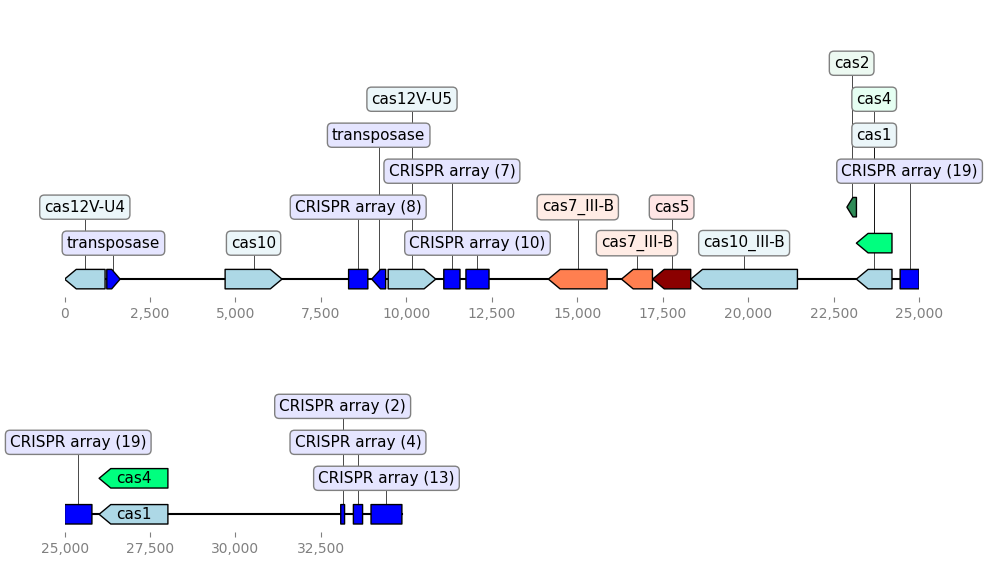 cas2
cas12V-U5 cas4
transposase cas1
CRISPR array (7) CRISPR array (19)
cas12V-U4 CRISPR array (8) cas7_III-B cas5
transposase cas10 CRISPR array (10) cas7_III-B cas10_III-B
0 2,500 5,000 7,500 10,000 12,500 15,000 17,500 20,000 22,500 25,000
CRISPR array (2)
CRISPR array (19) CRISPR array (4)
cas4 CRISPR array (13)
cas1
25,000 27,500 30,000 32,500